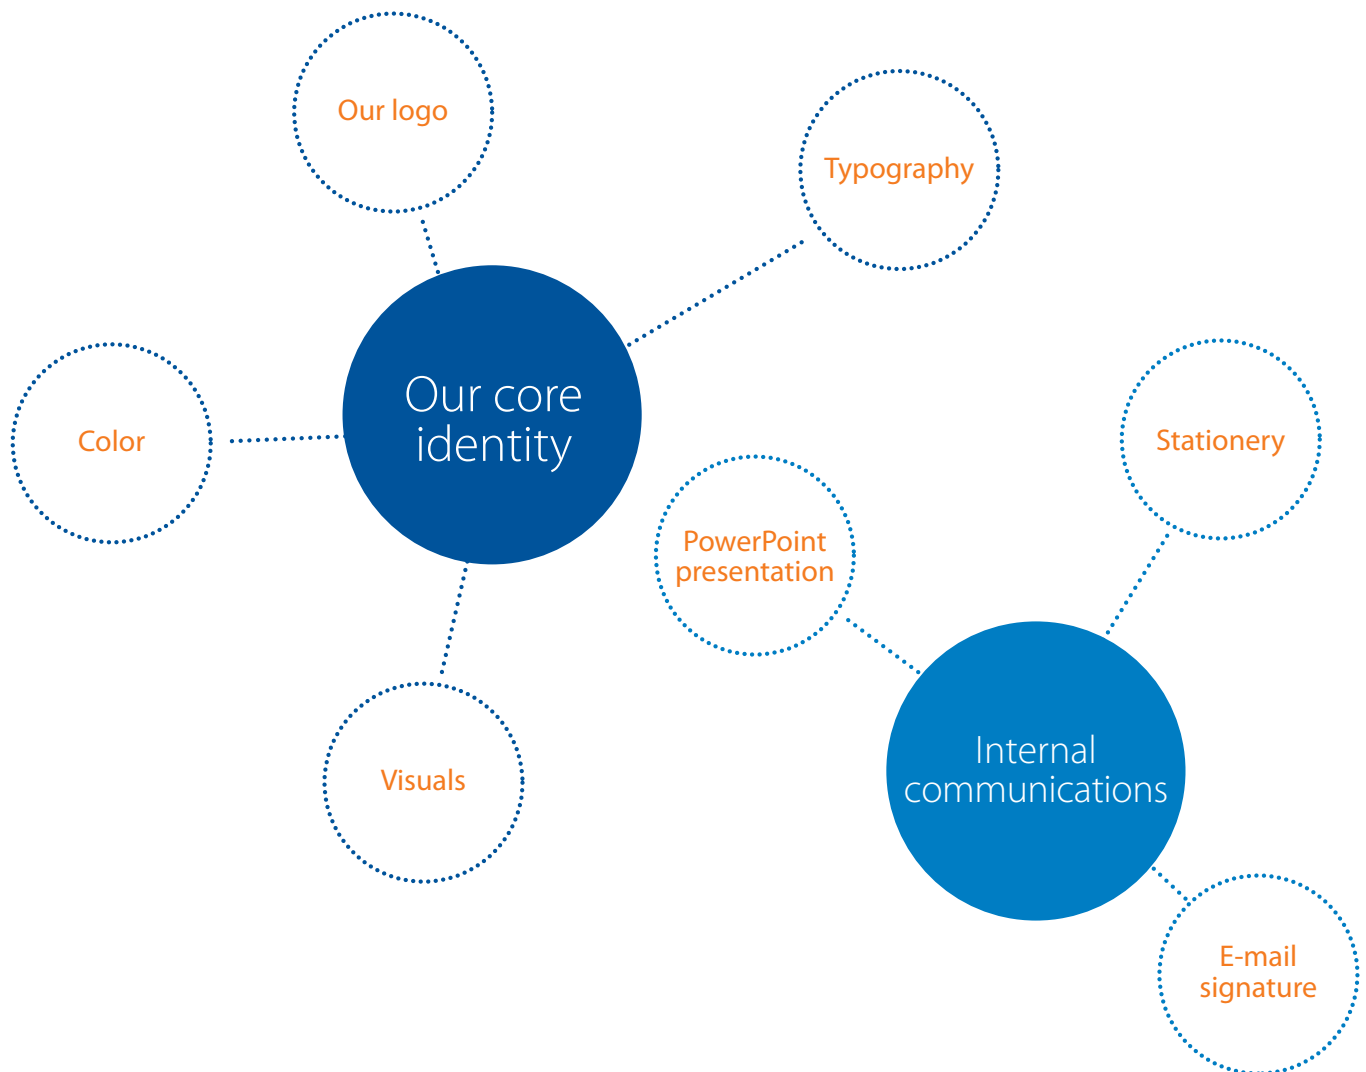 Our logo
Typography
Our core
identity
Color
Stationery
PowerPoint
presentation
Visuals
Internal
communications
E-mail
signature